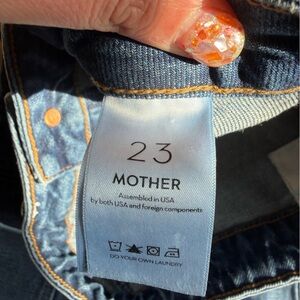 23
MOTHER
Assembled in USA
by both USA and foreign components
DO YOUR OWN LAUNDRY